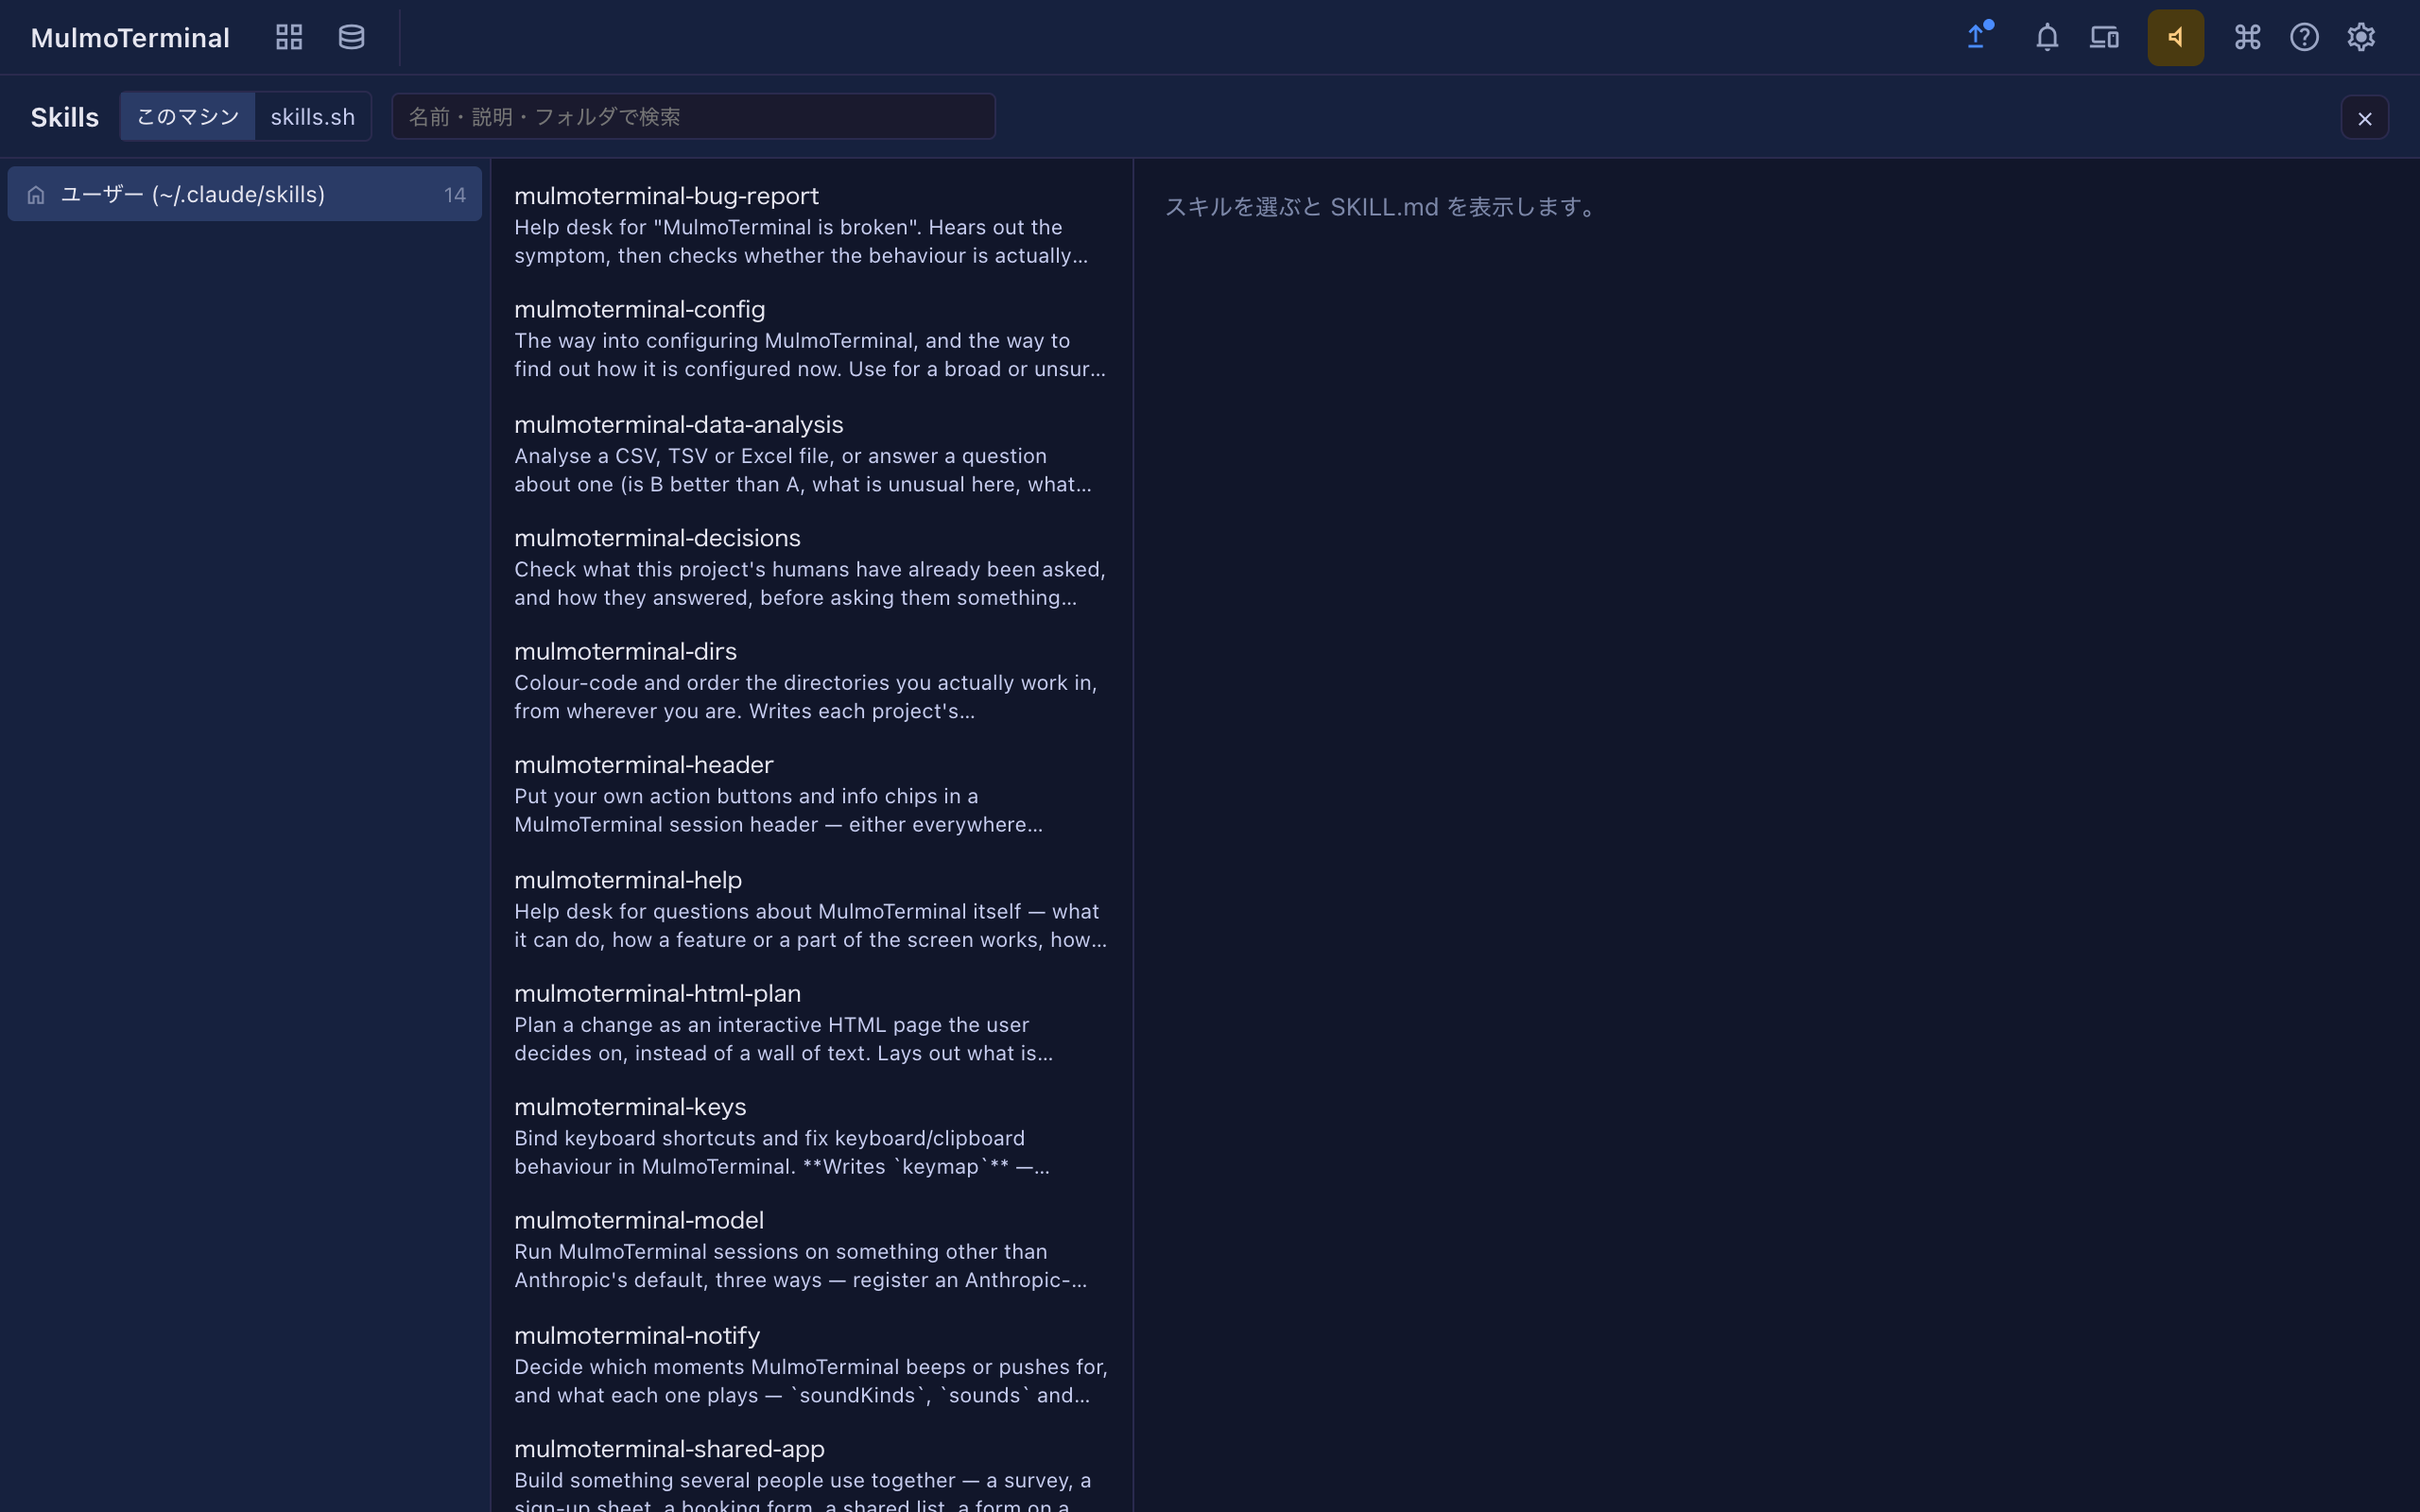 MulmoTerminal
Skills
このマシン
skills.sh
名前・説明・フォルダで検索
ユーザー (~/.claude/skills)
14
mulmoterminal-bug-report
Help desk for "MulmoTerminal is broken". Hears out the
symptom, then checks whether the behaviour is actually...
mulmoterminal-config
The way into configuring MulmoTerminal, and the way to
find out how it is configured now. Use for a broad or unsur...
mulmoterminal-data-analysis
Analyse a CSV, TSV or Excel file, or answer a question
about one (is B better than A, what is unusual here, what...
mulmoterminal-decisions
Check what this project's humans have already been asked,
and how they answered, before asking them something...
mulmoterminal-dirs
Colour-code and order the directories you actually work in,
from wherever you are. Writes each project's...
mulmoterminal-header
Put your own action buttons and info chips in a
MulmoTerminal session header — either everywhere...
mulmoterminal-help
Help desk for questions about MulmoTerminal itself — what
it can do, how a feature or a part of the screen works, how...
mulmoterminal-html-plan
Plan a change as an interactive HTML page the user
decides on, instead of a wall of text. Lays out what is...
mulmoterminal-keys
Bind keyboard shortcuts and fix keyboard/clipboard
behaviour in MulmoTerminal. **Writes `keymap`** —...
mulmoterminal-model
Run MulmoTerminal sessions on something other than
Anthropic's default, three ways — register an Anthropic-...
mulmoterminal-notify
Decide which moments MulmoTerminal beeps or pushes for,
and what each one plays — `soundKinds`, `sounds` and...
mulmoterminal-shared-app
Build something several people use together — a survey, a
sign-up sheet, a booking form, a shared list, a form on a
スキルを選ぶと SKILL.md を表示します。